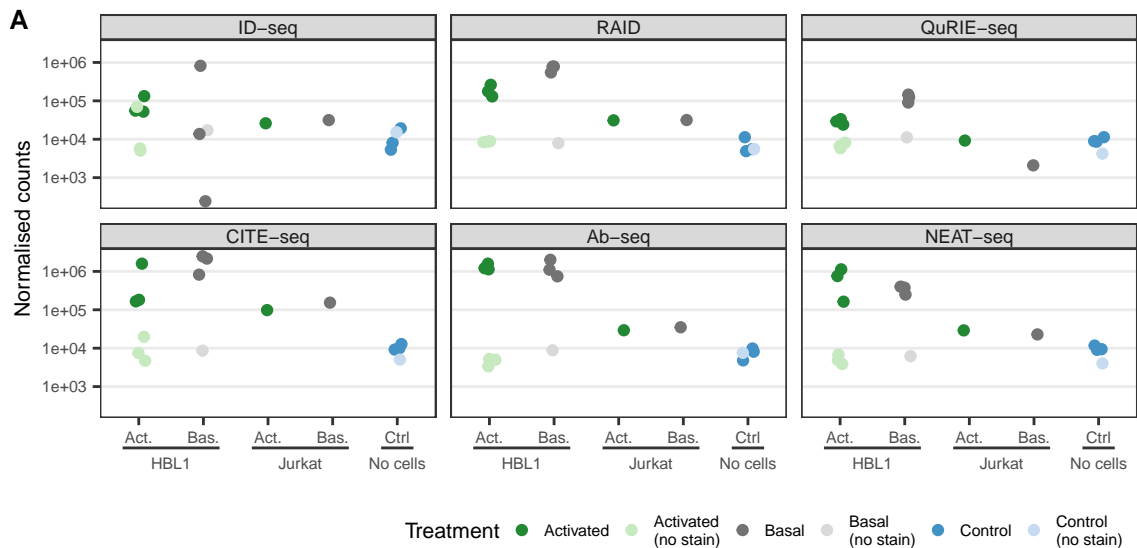 A
ID−seq RAID QuRIE−seq
1e+06
1e+05
1e+04
1e+03
CITE−seq Ab−seq NEAT−seq
1e+06
1e+05
1e+04
1e+03
Normalised counts
Act. Bas. Act. Bas. Ctrl Act. Bas. Act. Bas. Ctrl Act. Bas. Act. Bas. Ctrl
HBL1 Jurkat No cells HBL1 Jurkat No cells HBL1 Jurkat No cells
Treatment Activated Activated (no stain) Basal Basal (no stain) Control Control (no stain)